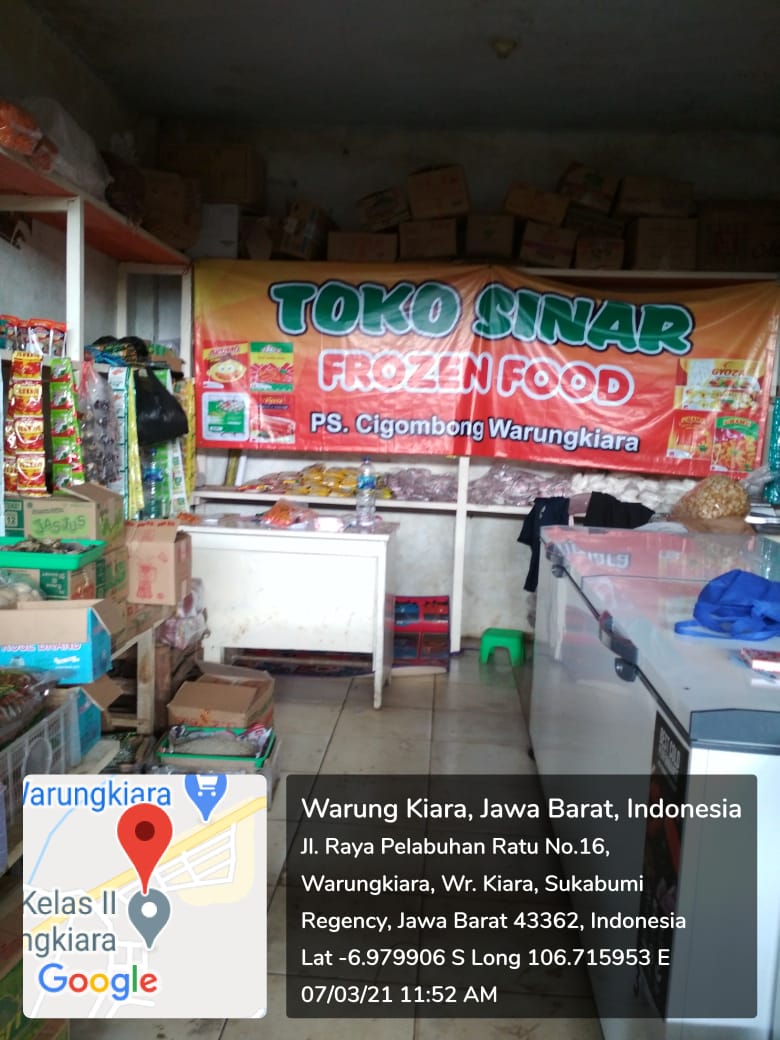 TOKO SINAR
FROZEN FOOD
PS. Cigombong Warungkiara
GYOZA
JASJUS
Warungkiara
Kelas II
ngkiara
Google
Warung Kiara, Jawa Barat, Indonesia
Jl. Raya Pelabuhan Ratu No.16,
Warungkiara, Wr. Kiara, Sukabumi
Regency, Jawa Barat 43362, Indonesia
Lat -6.979906 S Long 106.715953 E
07/03/21 11:52 AM